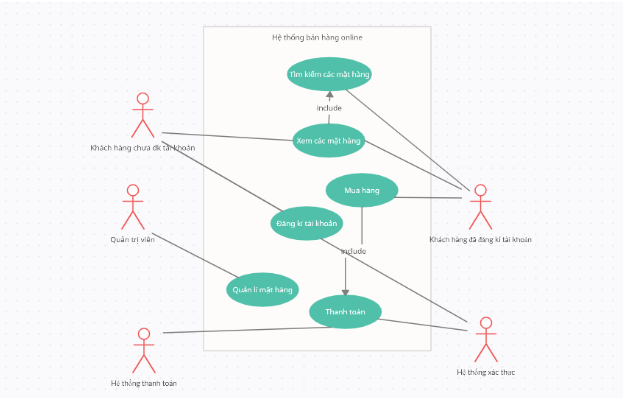 Hệ thống bán hàng online
Tìm kiếm các mặt hàng
include
Xem các mặt hàng
Khách hàng chưa đk tài khoản
Mua hàng
Đăng kí tài khoản
Quản trị viên
Khách hàng đã đăng kí tài khoản
include
Quản lí mặt hàng
Thanh toán
Hệ thống xác thực
Hệ thống thanh toán